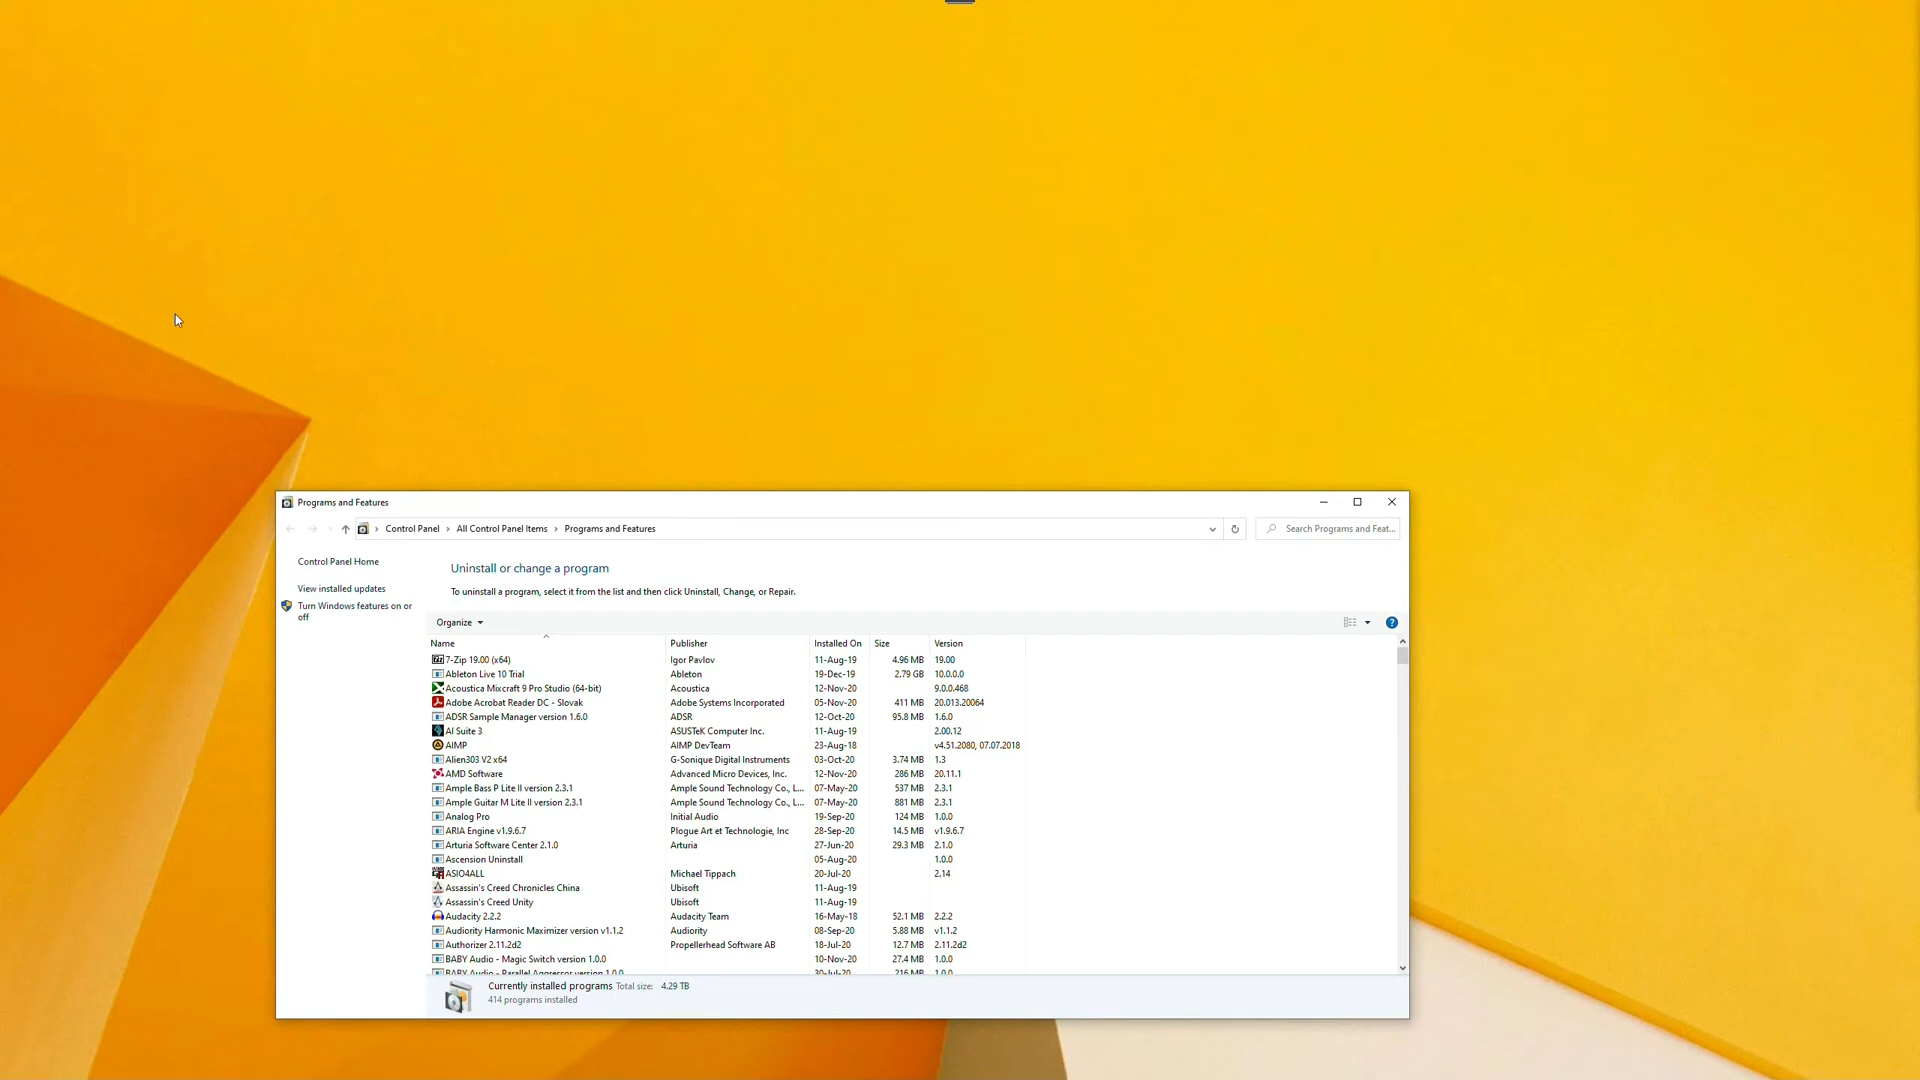 Programs and Features
Control Panel › All Control Panel Items › Programs and Features
Search Programs and Feat...
Control Panel Home
View installed updates
Turn Windows features on or
off
Uninstall or change a program
To uninstall a program, select it from the list and then click Uninstall, Change, or Repair.
Organize
Name Publisher Installed On Size Version
7-Zip 19.00 (x64) Igor Pavlov 11-Aug-19 4.96 MB 19.00
Ableton Live 10 Trial Ableton 19-Dec-19 2.79 GB 10.0.0.0
Acoustica Mixcraft 9 Pro Studio (64-bit) Acoustica 12-Nov-20 9.0.0.468
Adobe Acrobat Reader DC - Slovak Adobe Systems Incorporated 05-Nov-20 411 MB 20.013.20064
ADSR Sample Manager version 1.6.0 ADSR 12-Oct-20 95.8 MB 1.6.0
AI Suite 3 ASUSTeK Computer Inc. 11-Aug-19 2.00.12
AIMP AIMP DevTeam 23-Aug-18 v4.51.2080, 07.07.2018
Alien303 V2 x64 G-Sonique Digital Instruments 03-Oct-20 3.74 MB 1.3
AMD Software Advanced Micro Devices, Inc. 12-Nov-20 286 MB 20.11.1
Ample Bass P Lite II version 2.3.1 Ample Sound Technology Co., L... 07-May-20 537 MB 2.3.1
Ample Guitar M Lite II version 2.3.1 Ample Sound Technology Co., L... 07-May-20 881 MB 2.3.1
Analog Pro Initial Audio 19-Sep-20 124 MB 1.0.0
ARIA Engine v1.9.6.7 Plogue Art et Technologie, Inc 28-Sep-20 14.5 MB v1.9.6.7
Arturia Software Center 2.1.0 Arturia 27-Jun-20 29.3 MB 2.1.0
Ascension Uninstall 05-Aug-20 1.0.0
ASIO4ALL Michael Tippach 20-Jul-20 2.14
Assassin's Creed Chronicles China Ubisoft 11-Aug-19
Assassin's Creed Unity Ubisoft 11-Aug-19
Audacity 2.2.2 Audacity Team 16-May-18 52.1 MB 2.2.2
Audiority Harmonic Maximizer version v1.1.2 Audiority 08-Sep-20 5.88 MB v1.1.2
Authorizer 2.11.2d2 Propellerhead Software AB 18-Jul-20 12.7 MB 2.11.2d2
BABY Audio - Magic Switch version 1.0.0 10-Nov-20 27.4 MB 1.0.0
BABY Audio - Parallel Aggressor version 1.0.0 30-Jul-20 216 MB 1.0.0
Currently installed programs Total size: 4.29 TB
414 programs installed